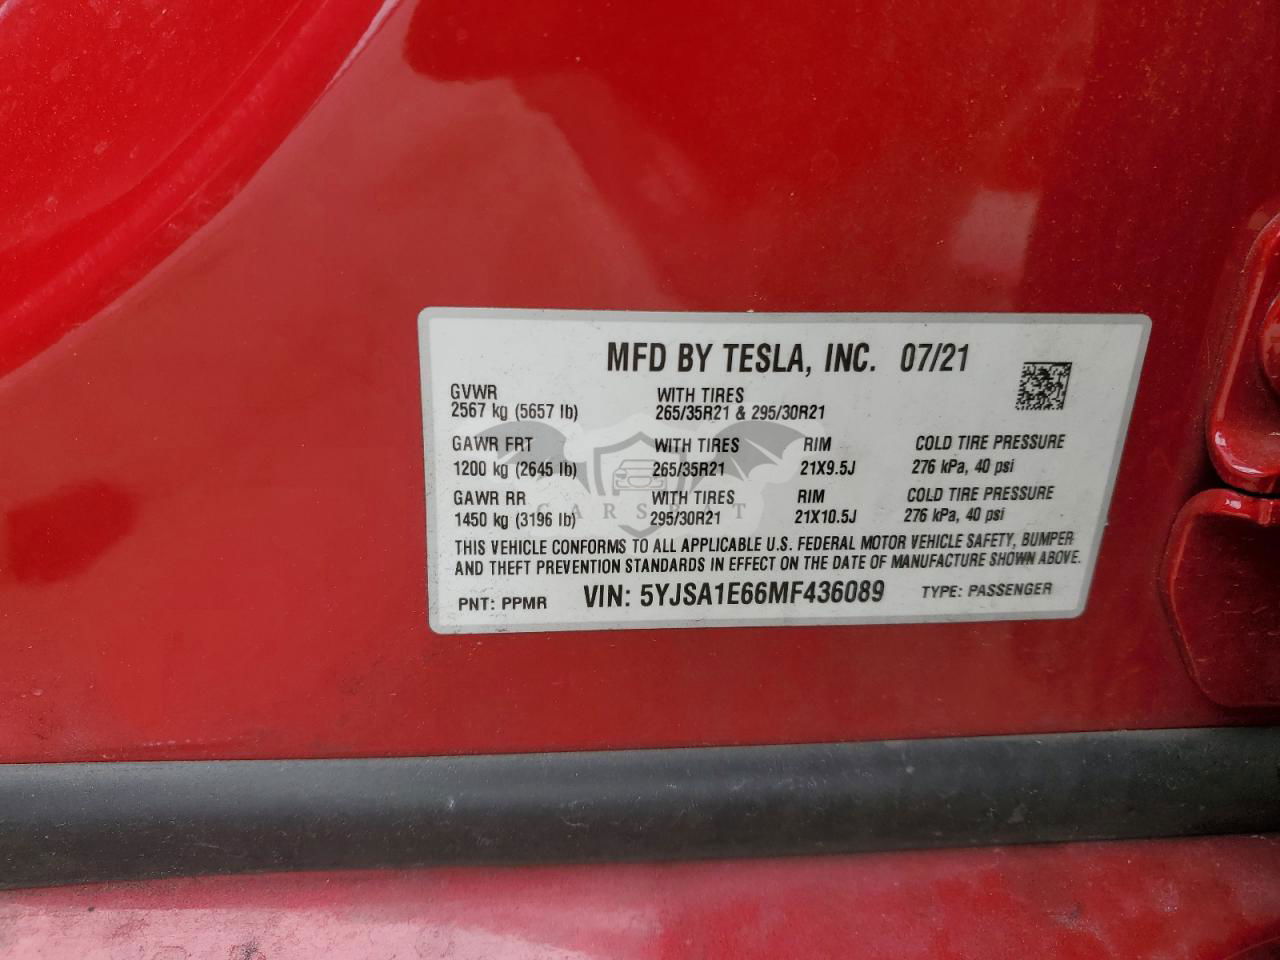 MFD BY TESLA, INC. 07/21
GVWR WITH TIRES
2567 kg (5657 lb) 265/35R21 & 295/30R21
GAWR FRT WITH TIRES RIM COLD TIRE PRESSURE
1200 kg (2645 lb) 265/35R21 21X9.5J 276 kPa, 40 psi
GAWR RR WITH TIRES RIM COLD TIRE PRESSURE
1450 kg (3196 lb) 295/30R21 21X10.5J 276 kPa, 40 psi
CARSBAT
THIS VEHICLE CONFORMS TO ALL APPLICABLE U.S. FEDERAL MOTOR VEHICLE SAFETY, BUMPER
AND THEFT PREVENTION STANDARDS IN EFFECT ON THE DATE OF MANUFACTURE SHOWN ABOVE.
PNT: PPMR VIN: 5YJSA1E66MF436089 TYPE: PASSENGER